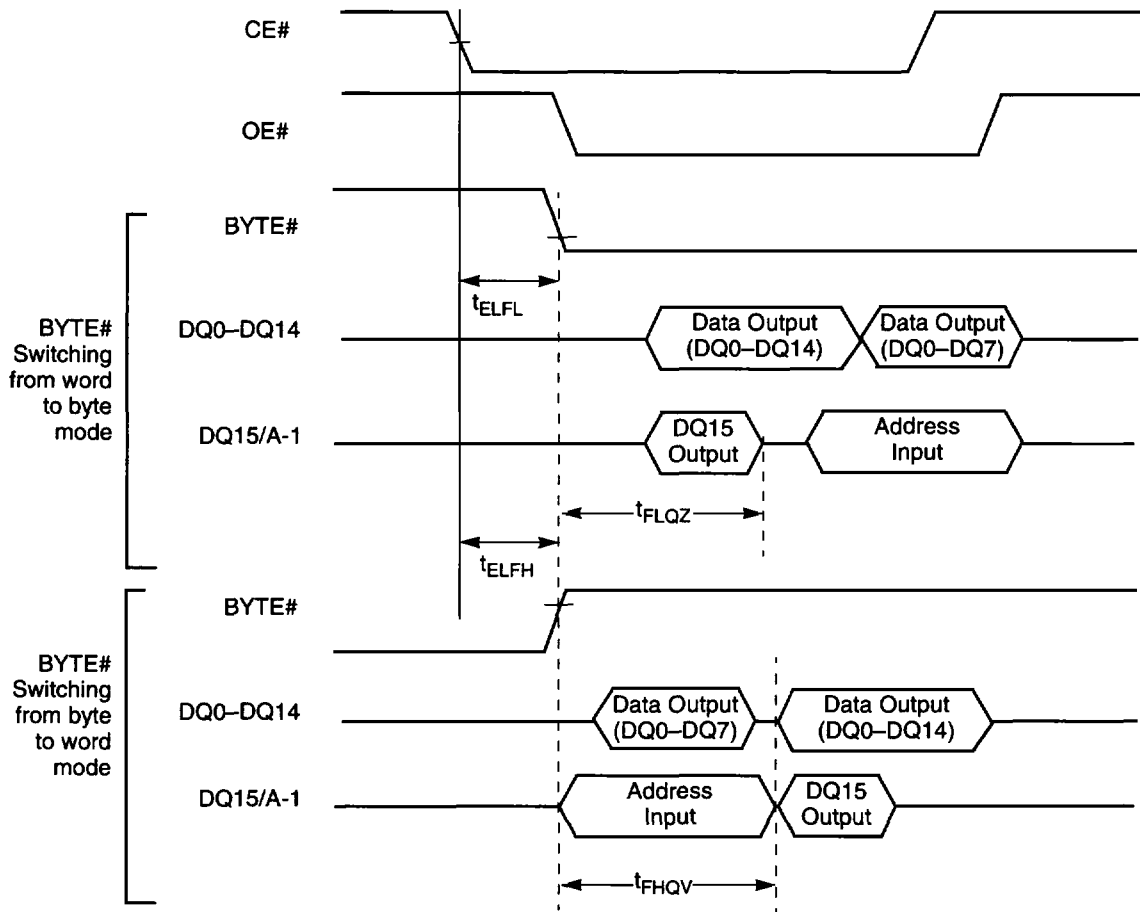 CE#
OE#
BYTE#
Switching
from word
to byte
mode
BYTE#
tELFL
DQ0–DQ14
Data Output
(DQ0–DQ14)
Data Output
(DQ0–DQ7)
DQ15/A-1
DQ15
Output
Address
Input
tFLQZ
tELFH
BYTE#
Switching
from byte
to word
mode
BYTE#
DQ0–DQ14
Data Output
(DQ0–DQ7)
Data Output
(DQ0–DQ14)
DQ15/A-1
Address
Input
DQ15
Output
tFHQV